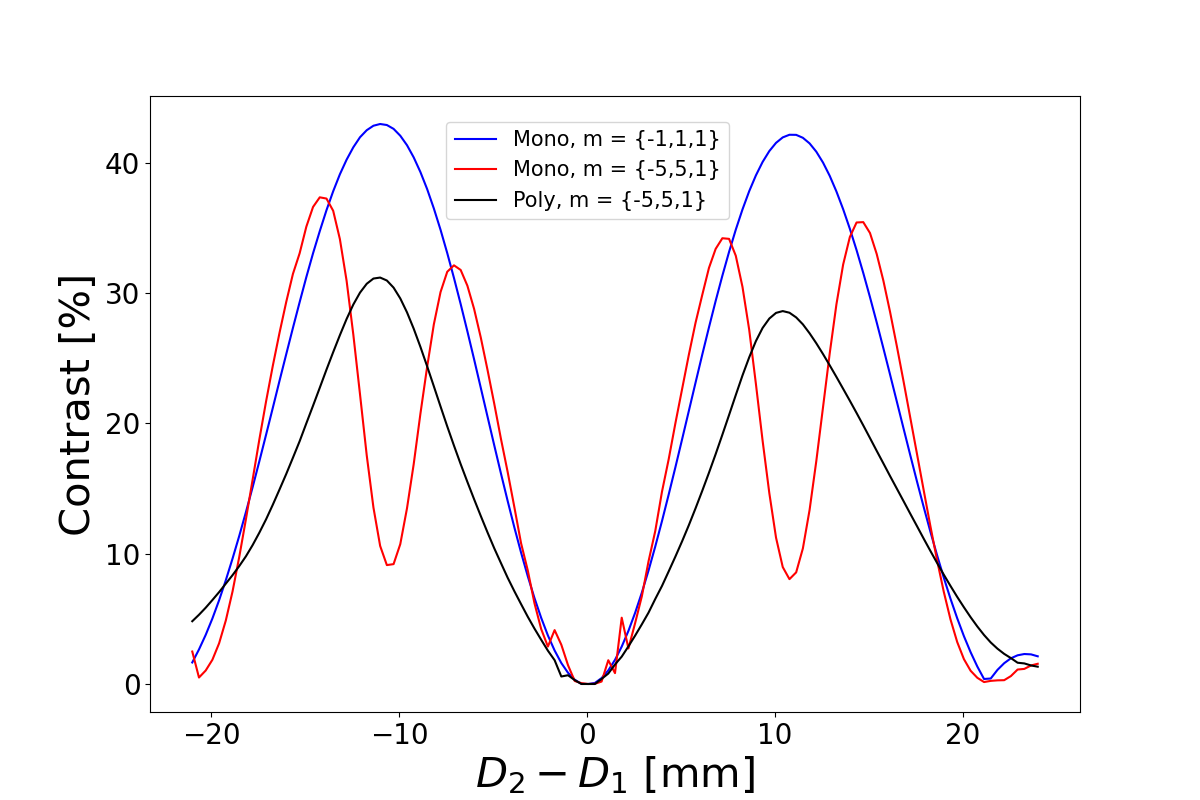 Contrast [%]
40
30
20
10
0
Mono, m = {-1,1,1}
Mono, m = {-5,5,1}
Poly, m = {-5,5,1}
−20 −10 0 10 20
D₂ − D₁ [mm]